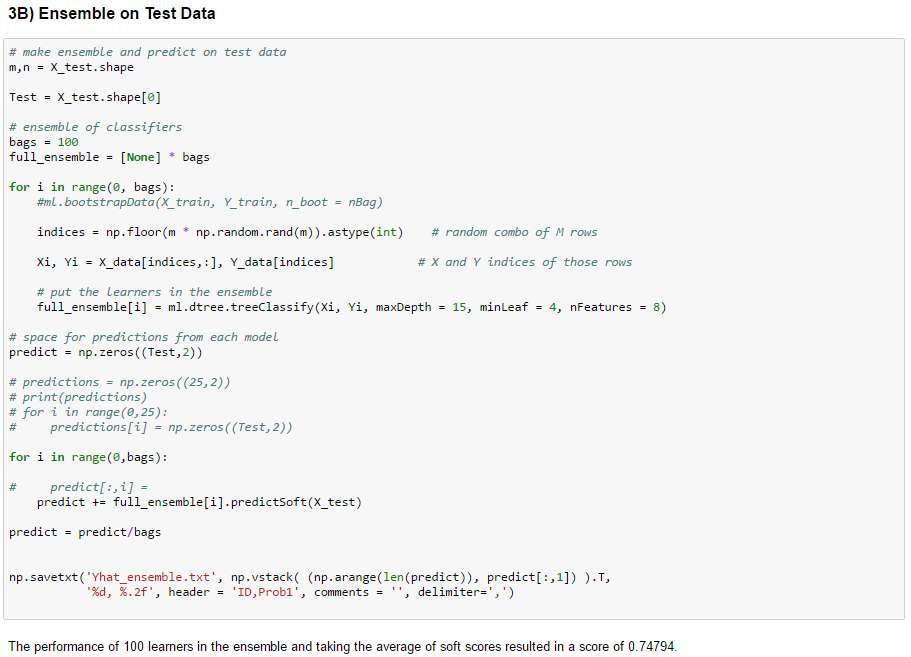 3B) Ensemble on Test Data
# make ensemble and predict on test data
m,n = X_test.shape
Test = X_test.shape[0]
# ensemble of classifiers
bags = 100
full_ensemble = [None] * bags
for i in range(0, bags):
    #ml.bootstrapData(X_train, Y_train, n_boot = nBag)
    indices = np.floor(m * np.random.rand(m)).astype(int)    # random combo of M rows
    Xi, Yi = X_data[indices,:], Y_data[indices]            # X and Y indices of those rows
    # put the learners in the ensemble
    full_ensemble[i] = ml.dtree.treeClassify(Xi, Yi, maxDepth = 15, minLeaf = 4, nFeatures = 8)
# space for predictions from each model
predict = np.zeros((Test,2))
# predictions = np.zeros((25,2))
# print(predictions)
# for i in range(0,25):
#     predictions[i] = np.zeros((Test,2))
for i in range(0,bags):
#     predict[:,i] =
    predict += full_ensemble[i].predictSoft(X_test)
predict = predict/bags
np.savetxt('Yhat_ensemble.txt', np.vstack( (np.arange(len(predict)), predict[:,1]) ).T,
           '%d, %.2f', header = 'ID,Prob1', comments = '', delimiter=',')
The performance of 100 learners in the ensemble and taking the average of soft scores resulted in a score of 0.74794.